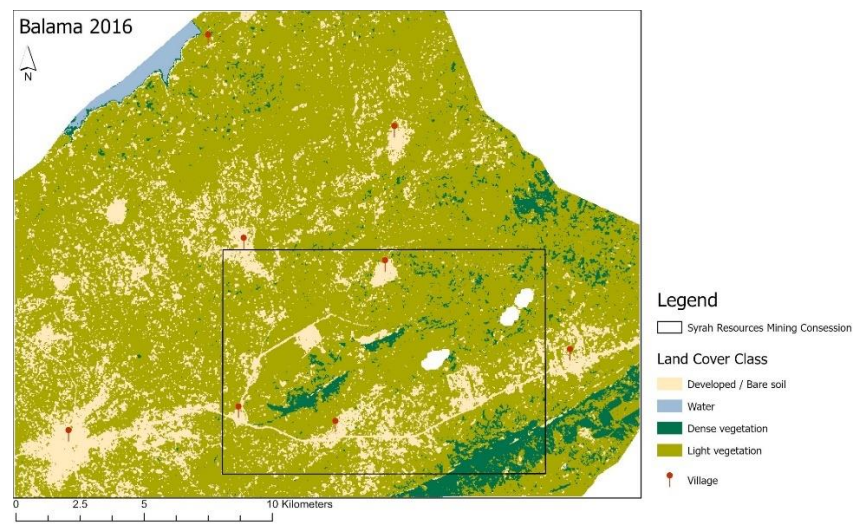 Balama 2016
N
0 2.5 5 10 Kilometers
Legend
Syrah Resources Mining Consession
Land Cover Class
Developed / Bare soil
Water
Dense vegetation
Light vegetation
Village